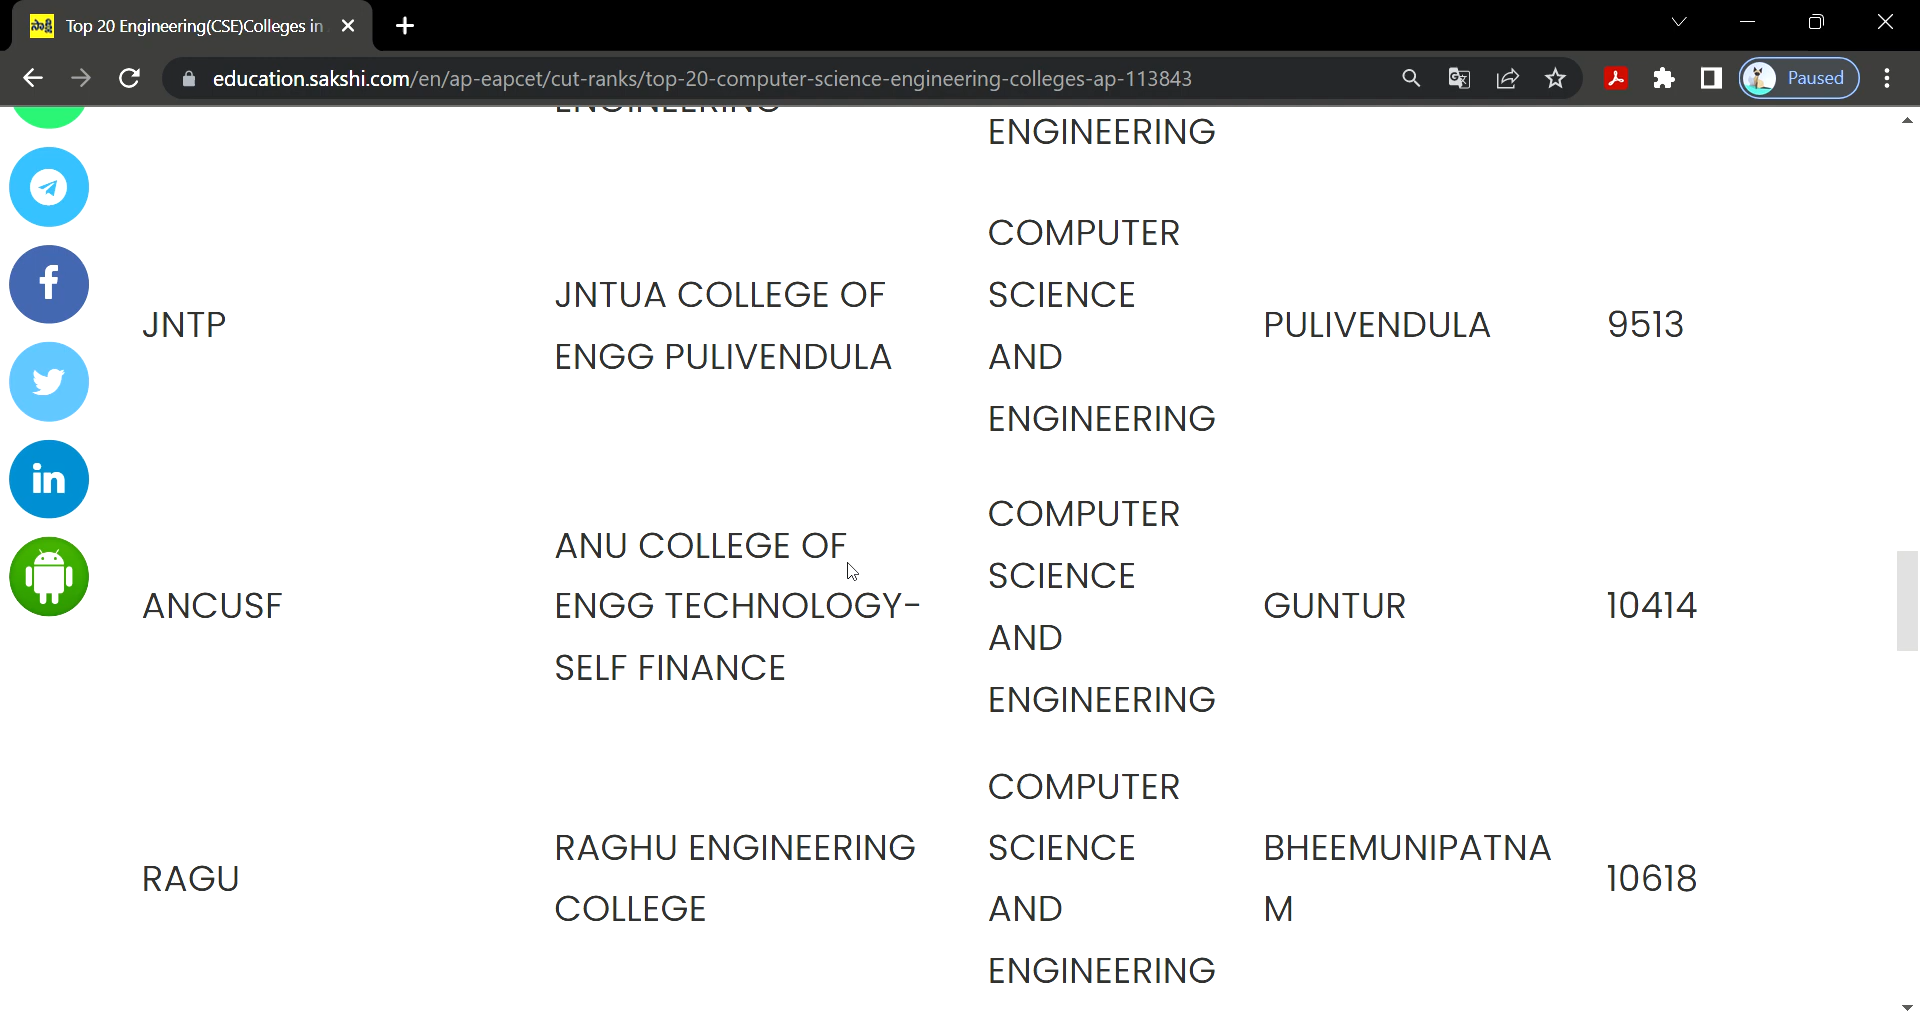 సాక్షి
Top 20 Engineering(CSE)Colleges in
education.sakshi.com/en/ap-eapcet/cut-ranks/top-20-computer-science-engineering-colleges-ap-113843
Paused
ENGINEERING
ENGINEERING
JNTP
JNTUA COLLEGE OF
ENGG PULIVENDULA
COMPUTER
SCIENCE
AND
ENGINEERING
PULIVENDULA
9513
ANCUSF
ANU COLLEGE OF
ENGG TECHNOLOGY-
SELF FINANCE
COMPUTER
SCIENCE
AND
ENGINEERING
GUNTUR
10414
RAGU
RAGHU ENGINEERING
COLLEGE
COMPUTER
SCIENCE
AND
ENGINEERING
BHEEMUNIPATNA
M
10618